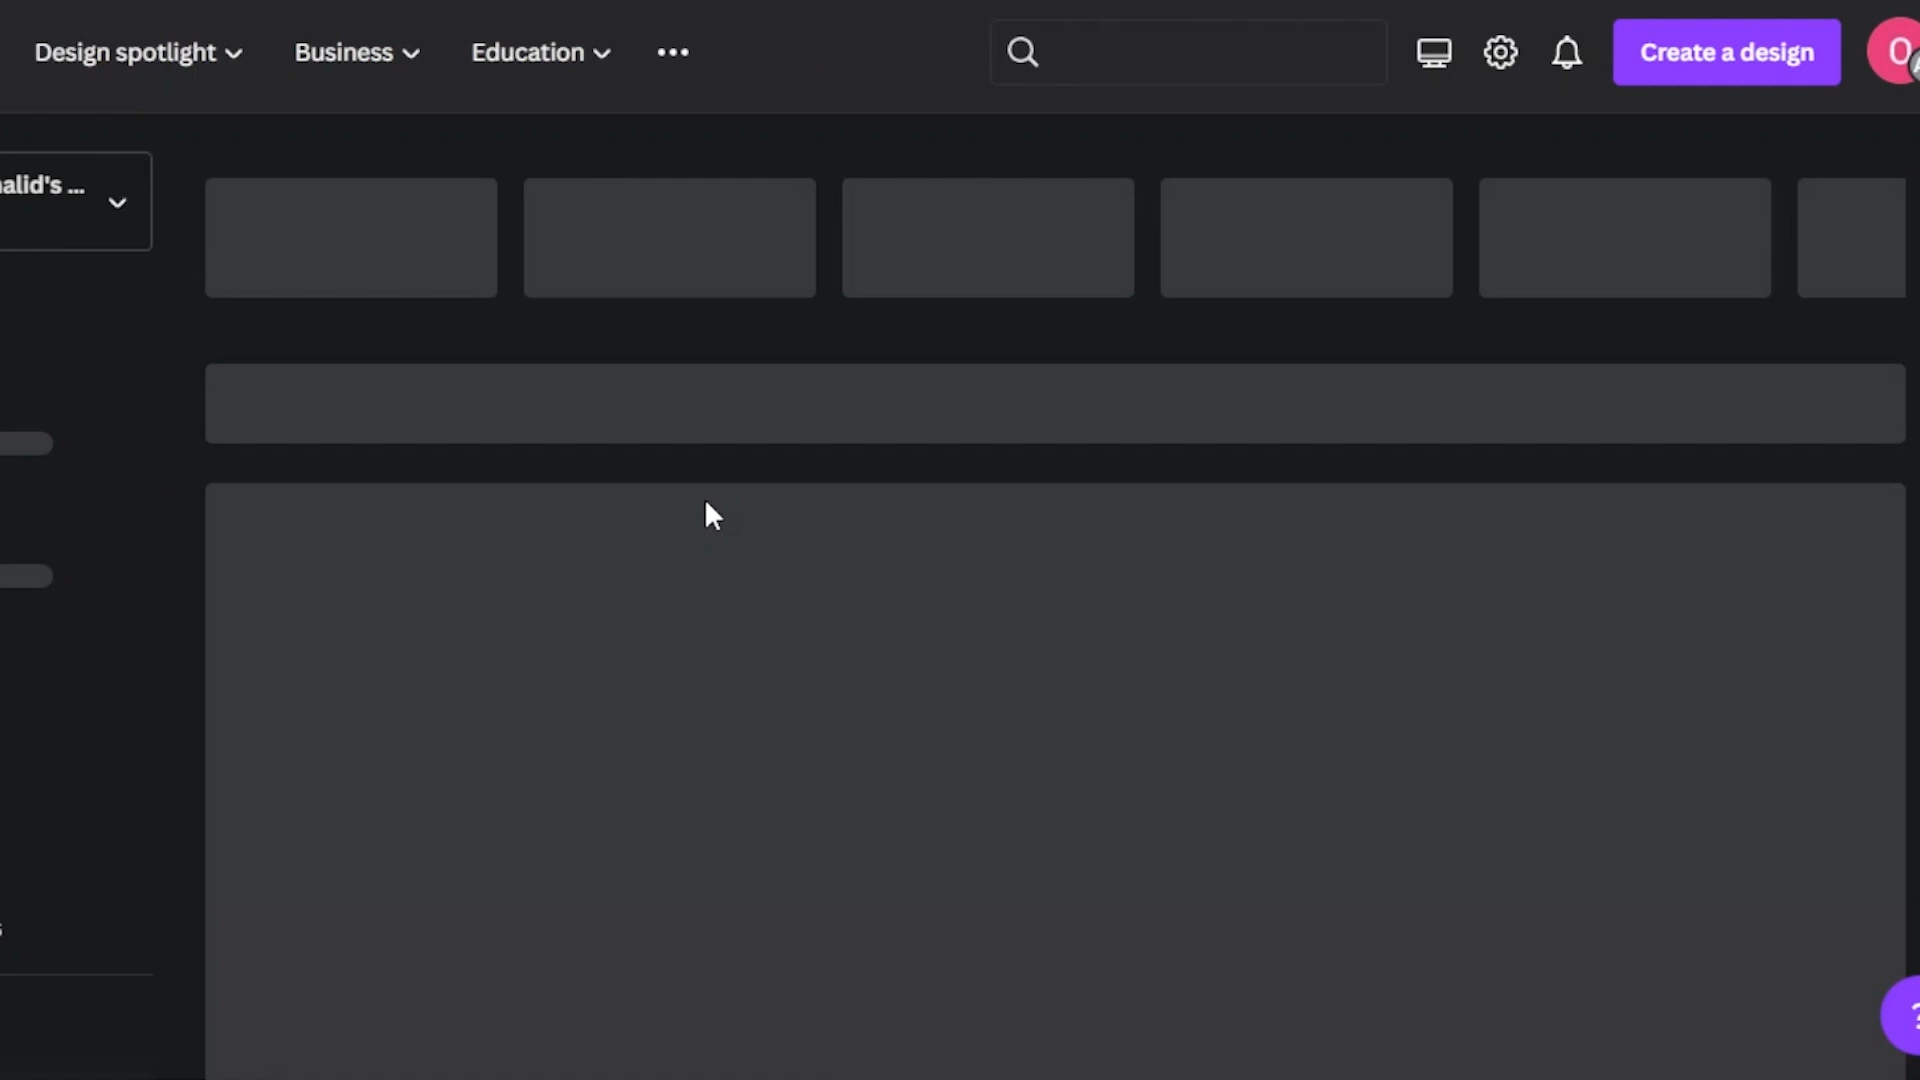 Design spotlight
Business
Education
Create a design
O
alid's ...
?